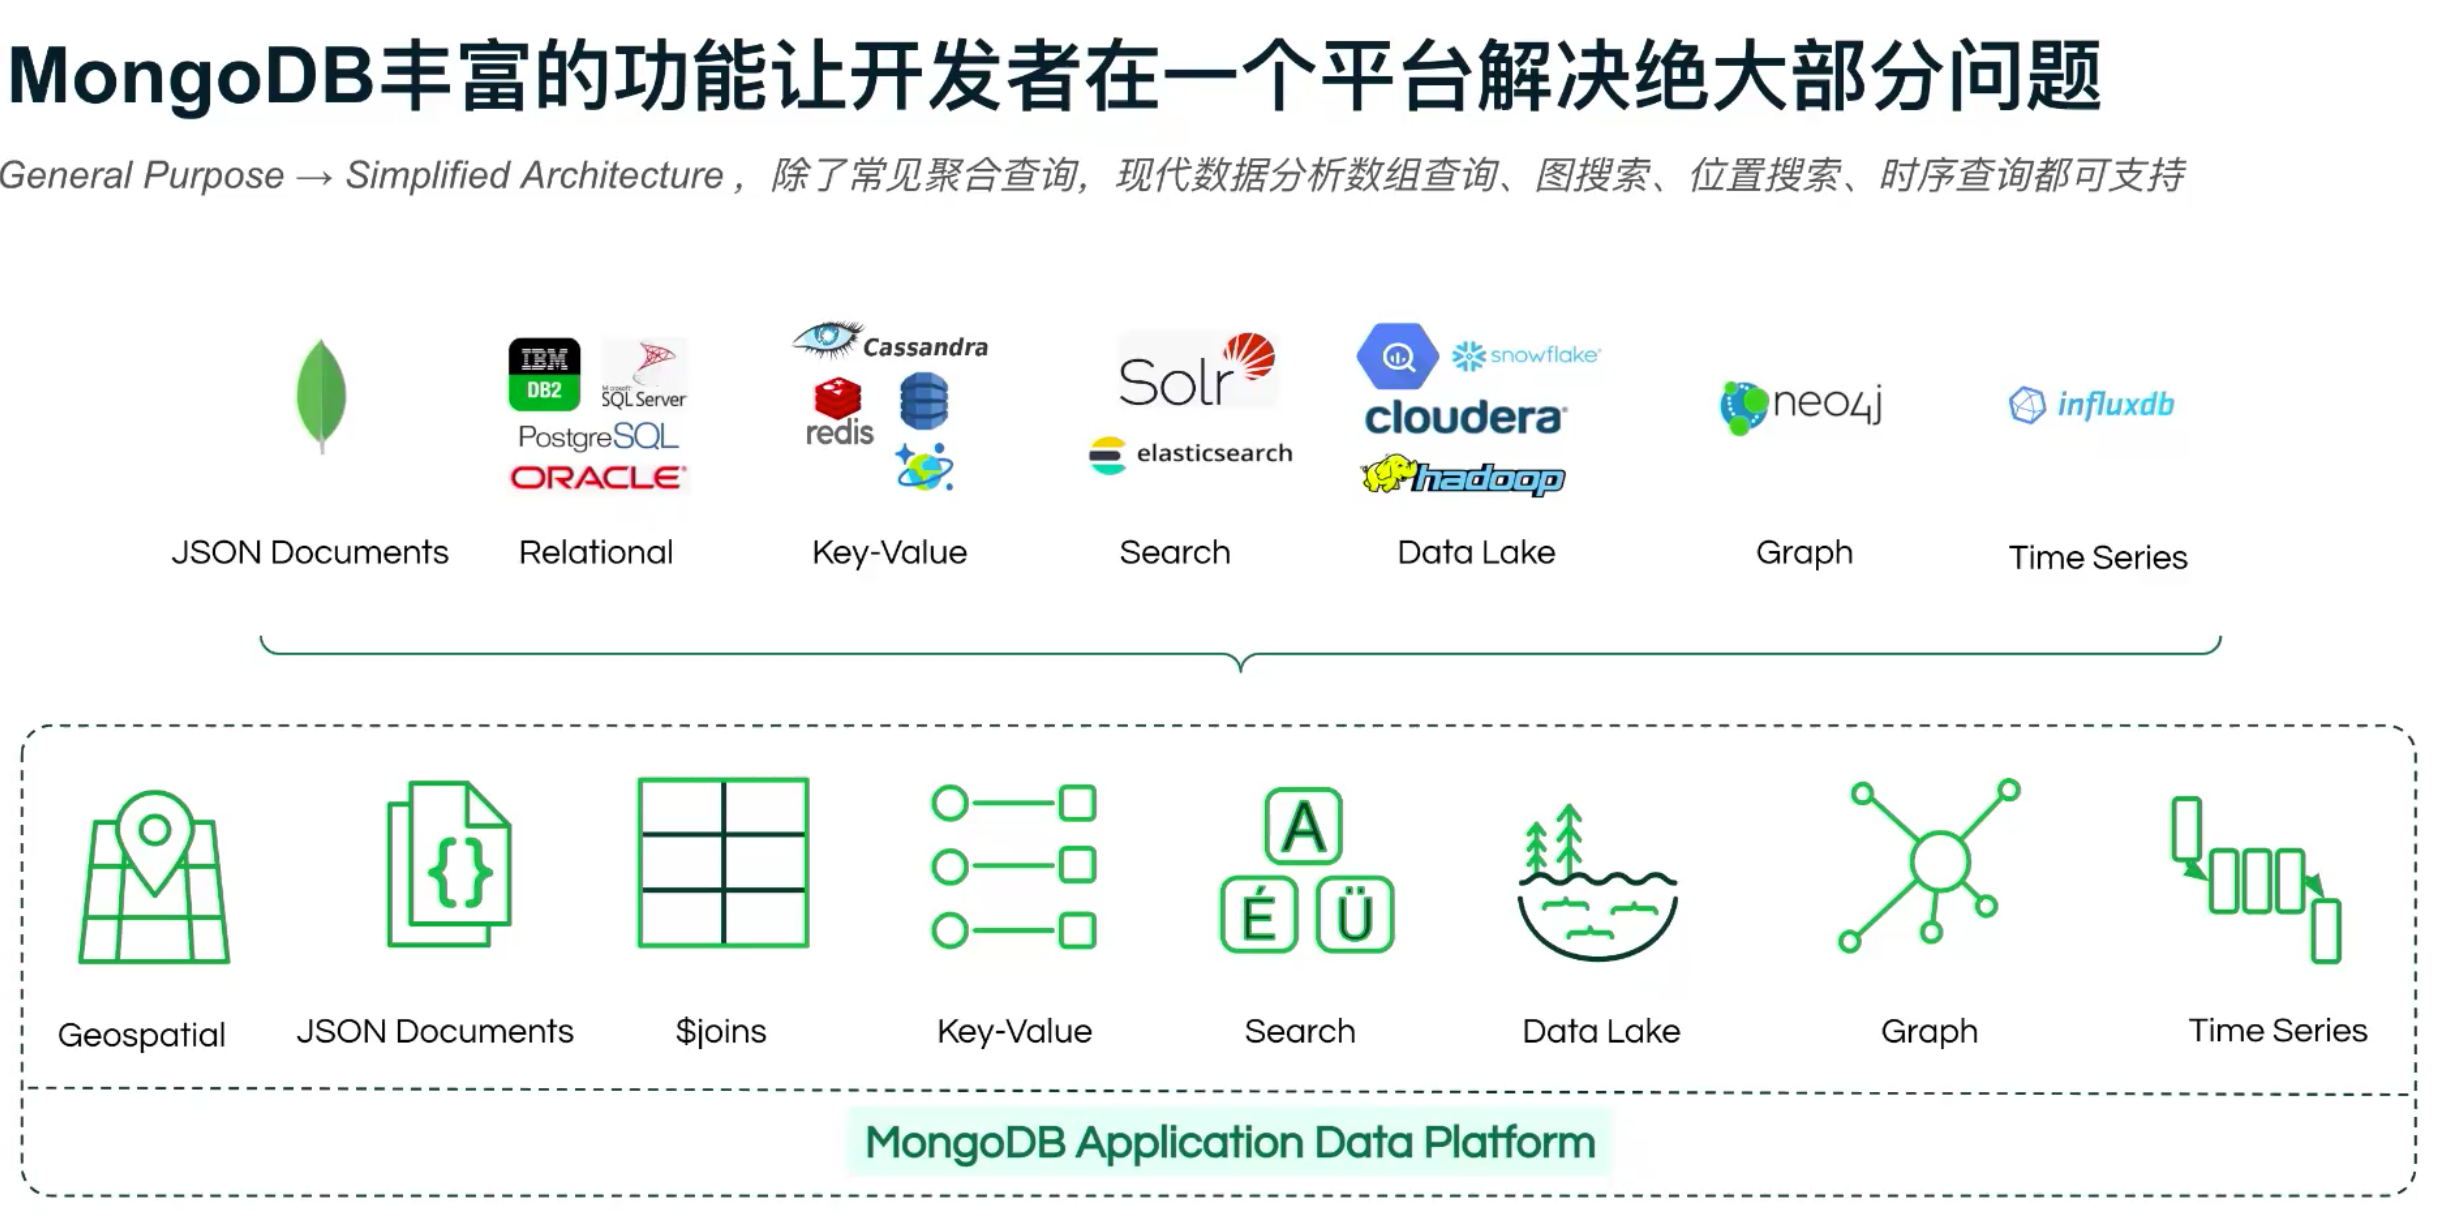 MongoDB丰富的功能让开发者在一个平台解决绝大部分问题
General Purpose → Simplified Architecture，除了常见聚合查询，现代数据分析数组查询、图搜索、位置搜索、时序查询都可支持
IBM
DB2
Microsoft
SQL Server
PostgreSQL
ORACLE
Cassandra
redis
Solr
elasticsearch
snowflake
cloudera
hadoop
neo4j
influxdb
JSON Documents
Relational
Key-Value
Search
Data Lake
Graph
Time Series
{}
A
É Ü
Geospatial
JSON Documents
$joins
Key-Value
Search
Data Lake
Graph
Time Series
MongoDB Application Data Platform